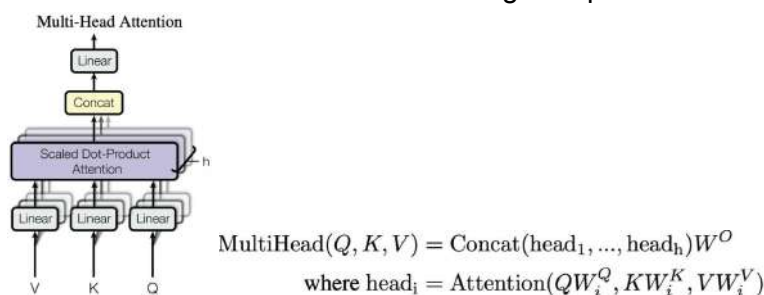 Multi-Head Attention
Linear
Concat
Scaled Dot-Product
Attention
h
Linear Linear Linear
V K Q
MultiHead(Q, K, V) = Concat(head₁, ..., headₕ)W^O
where headᵢ = Attention(QWᵢ^Q, KWᵢ^K, VWᵢ^V)